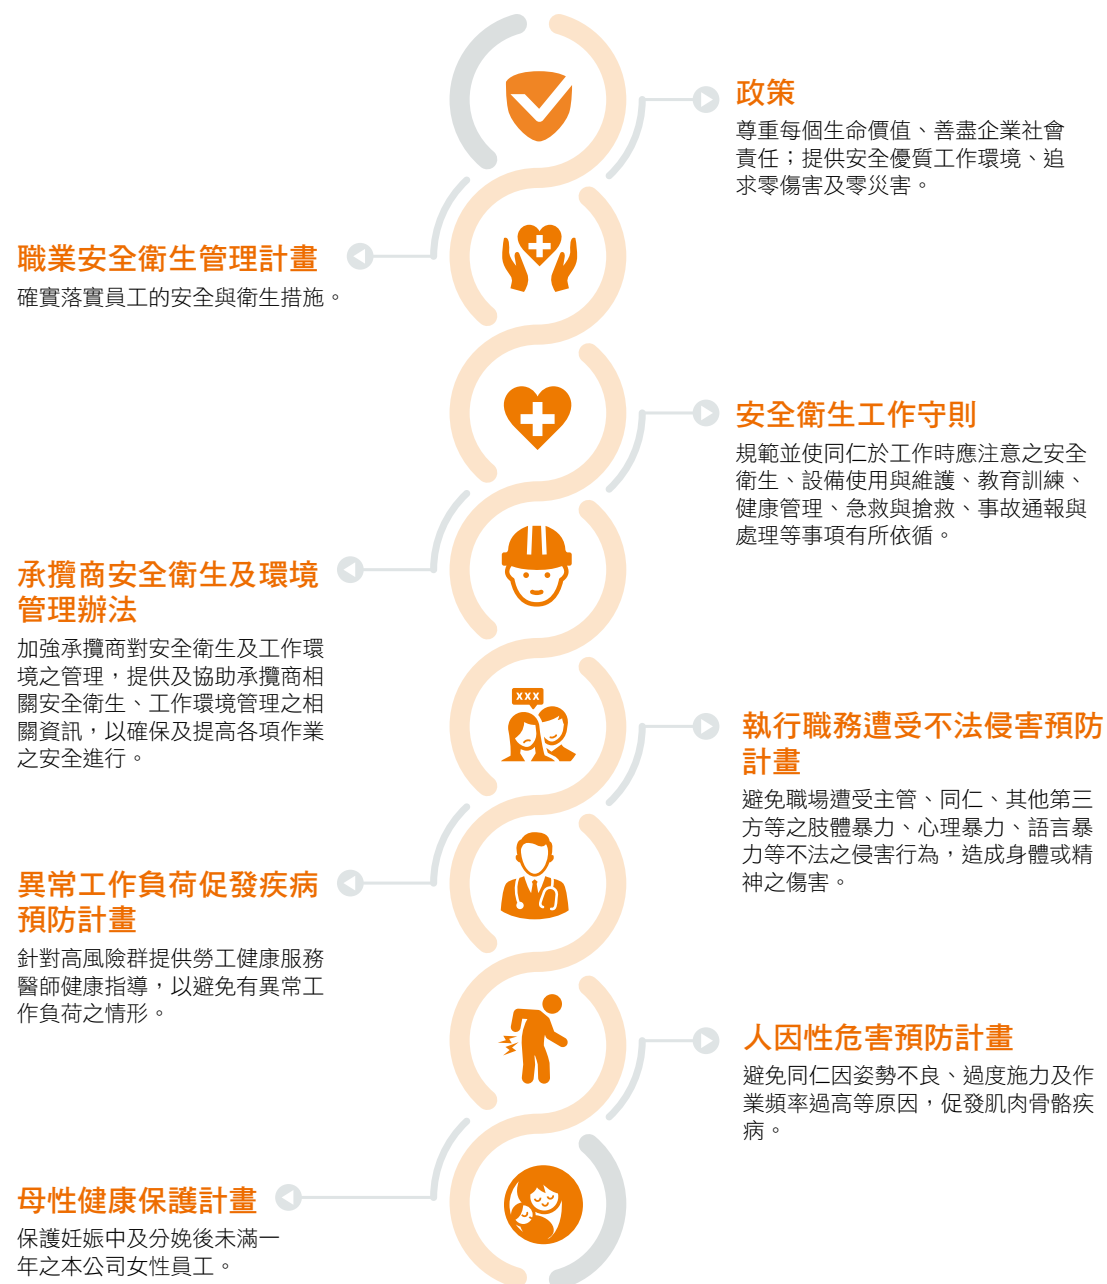 政策
尊重每個生命價值、善盡企業社會
責任；提供安全優質工作環境、追
求零傷害及零災害。
職業安全衛生管理計畫
確實落實員工的安全與衛生措施。
安全衛生工作守則
規範並使同仁於工作時應注意之安全
衛生、設備使用與維護、教育訓練、
健康管理、急救與搶救、事故通報與
處理等事項有所依循。
承攬商安全衛生及環境
管理辦法
加強承攬商對安全衛生及工作環
境之管理，提供及協助承攬商相
關安全衛生、工作環境管理之相
關資訊，以確保及提高各項作業
之安全進行。
XXX
執行職務遭受不法侵害預防
計畫
避免職場遭受主管、同仁、其他第三
方等之肢體暴力、心理暴力、語言暴
力等不法之侵害行為，造成身體或精
神之傷害。
異常工作負荷促發疾病
預防計畫
針對高風險群提供勞工健康服務
醫師健康指導，以避免有異常工
作負荷之情形。
人因性危害預防計畫
避免同仁因姿勢不良、過度施力及作
業頻率過高等原因，促發肌肉骨骼疾
病。
母性健康保護計畫
保護妊娠中及分娩後未滿一
年之本公司女性員工。